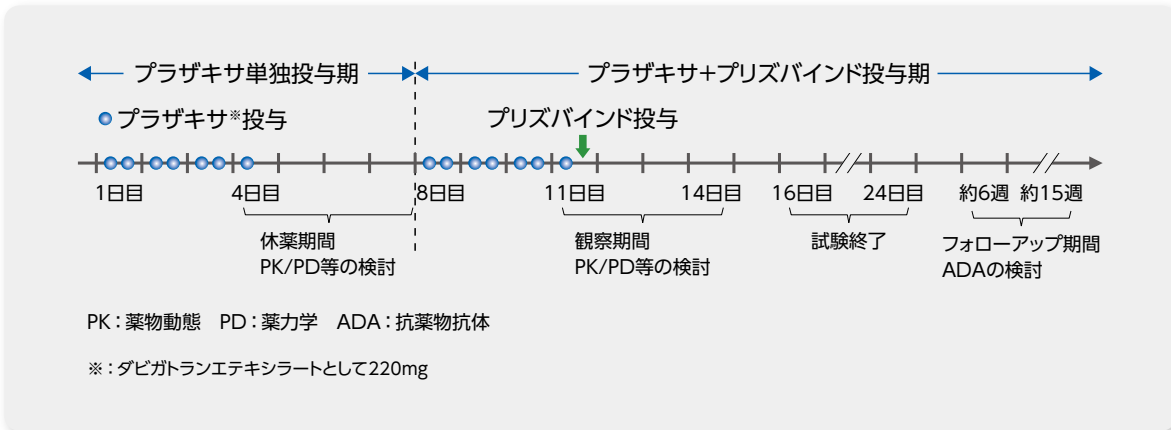 プラザキサ単独投与期
プラザキサ+プリズバインド投与期
プラザキサ※投与
プリズバインド投与
1日目
4日目
8日目
11日目
14日目
16日目
24日目
約6週
約15週
休薬期間
PK/PD等の検討
観察期間
PK/PD等の検討
試験終了
フォローアップ期間
ADAの検討
PK:薬物動態 PD:薬力学 ADA:抗薬物抗体
※:ダビガトランエテキシラートとして220mg